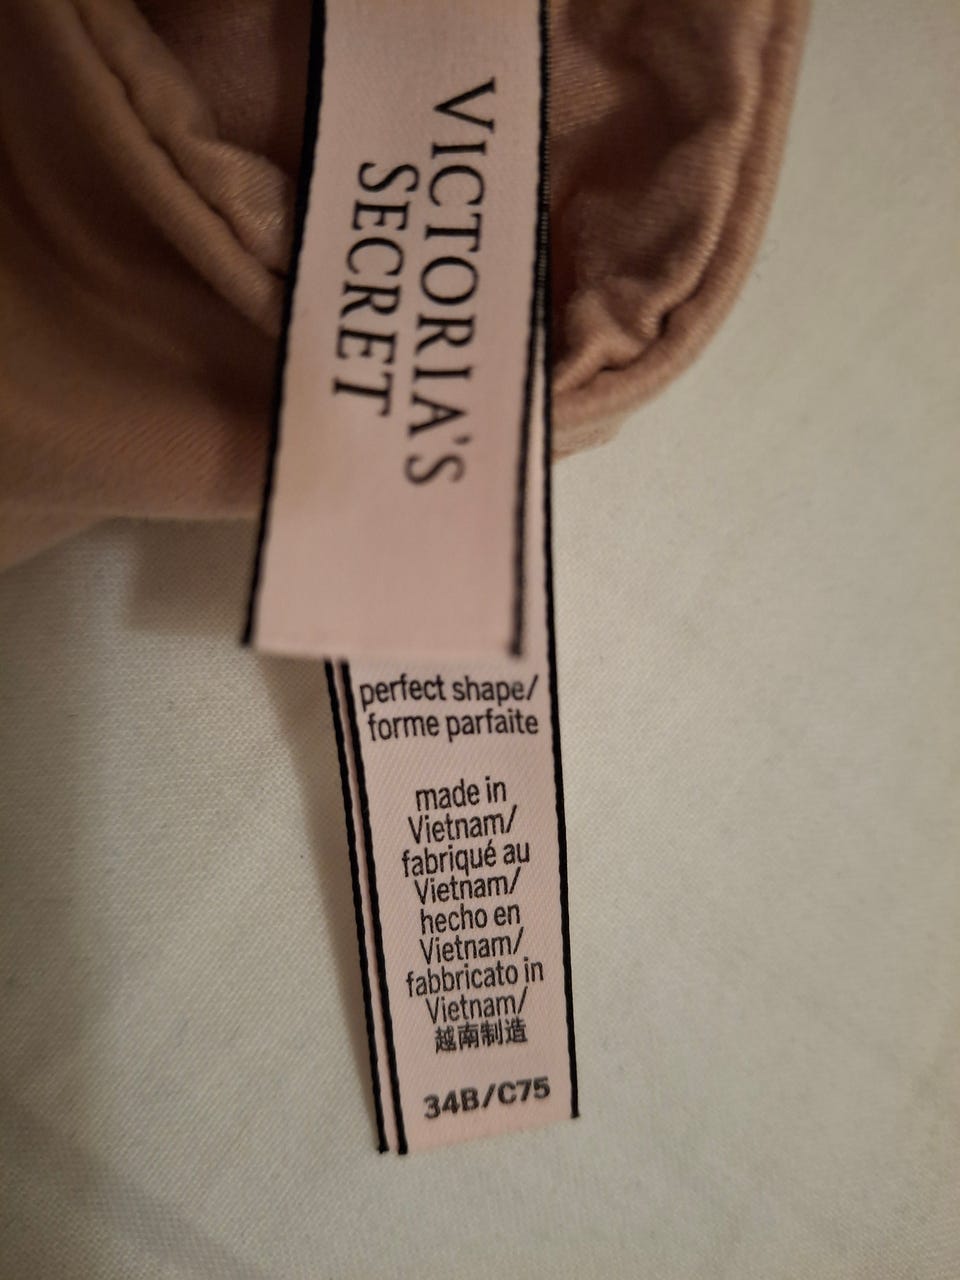 VICTORIA'S
SECRET
perfect shape/
forme parfaite
made in
Vietnam/
fabriqué au
Vietnam/
hecho en
Vietnam/
fabbricato in
Vietnam/
越南制造
34B/C75